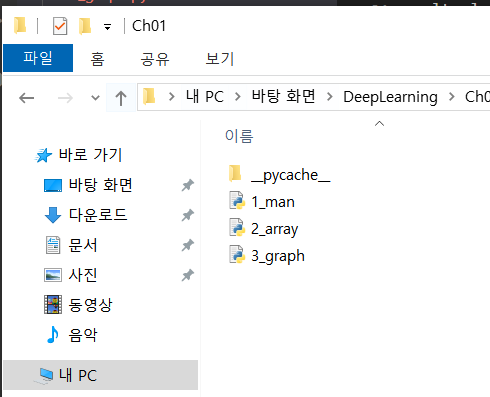 Ch01
파일 홈 공유 보기
내 PC 바탕 화면 DeepLearning Ch0
이름
바로 가기
바탕 화면
다운로드
문서
사진
동영상
음악
내 PC
__pycache__
1_man
2_array
3_graph